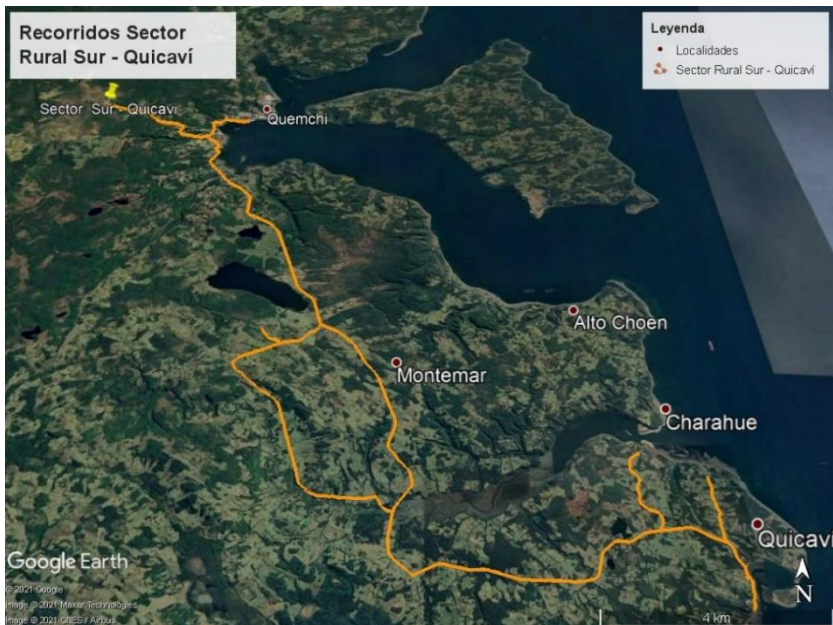 Recorridos Sector
Rural Sur - Quicaví
Leyenda
Localidades
Sector Rural Sur - Quicaví
Sector Sur - Quicavi
Quemchi
Alto Choen
Montemar
Charahue
Quicaví
Google Earth
© 2021 Google
Image © 2021 Maxar Technologies
Image © 2021 CNES / Airbus
N
4 km